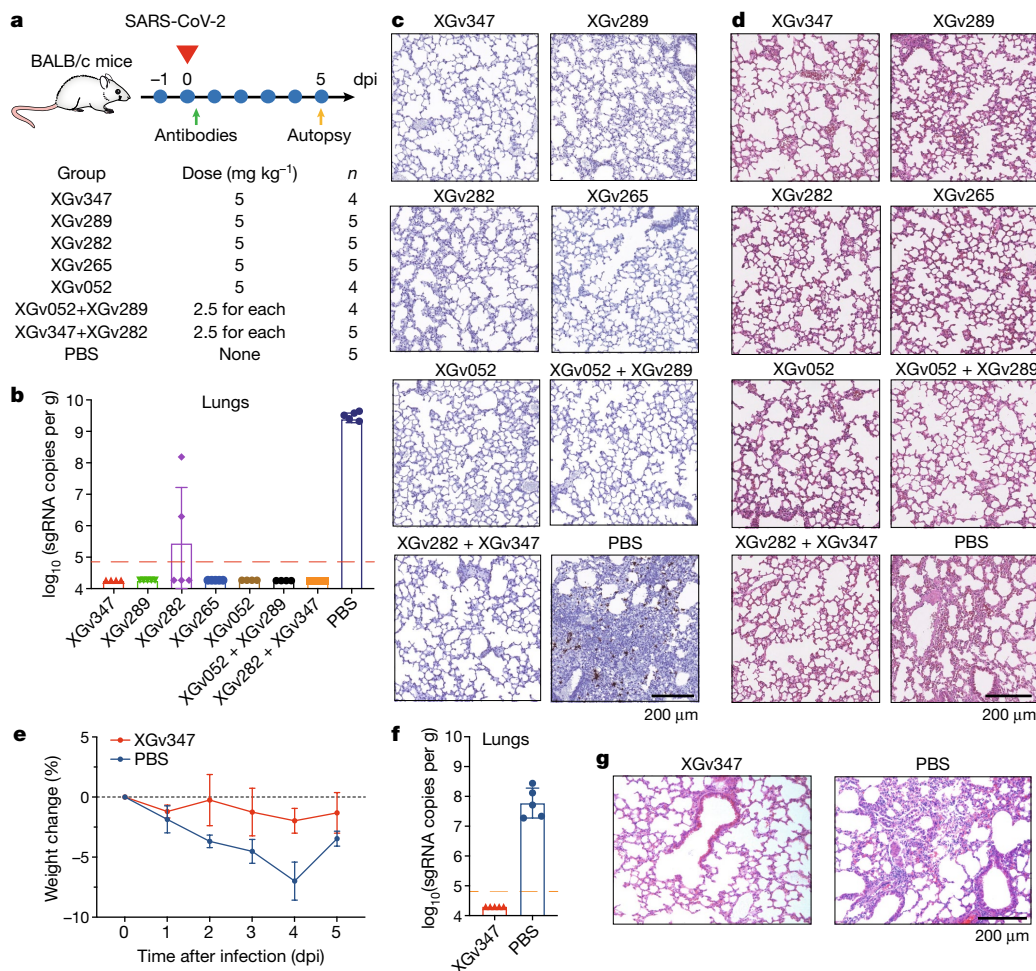 a
SARS-CoV-2
BALB/c mice
−1 0 5 dpi
Antibodies Autopsy
Group Dose (mg kg−1) n
XGv347 5 4
XGv289 5 5
XGv282 5 5
XGv265 5 5
XGv052 5 4
XGv052+XGv289 2.5 for each 4
XGv347+XGv282 2.5 for each 5
PBS None 5
b
Lungs
log10 (sgRNA copies per g)
10
9
8
7
6
5
4
XGv347
XGv289
XGv282
XGv265
XGv052
XGv052 + XGv289
XGv282 + XGv347
PBS
c
XGv347 XGv289
XGv282 XGv265
XGv052 XGv052 + XGv289
XGv282 + XGv347 PBS
200 μm
d
XGv347 XGv289
XGv282 XGv265
XGv052 XGv052 + XGv289
XGv282 + XGv347 PBS
200 μm
e
XGv347
PBS
Weight change (%)
5
0
−5
−10
0 1 2 3 4 5
Time after infection (dpi)
f
Lungs
log10(sgRNA copies per g)
10
9
8
7
6
5
4
XGv347
PBS
g
XGv347 PBS
200 μm